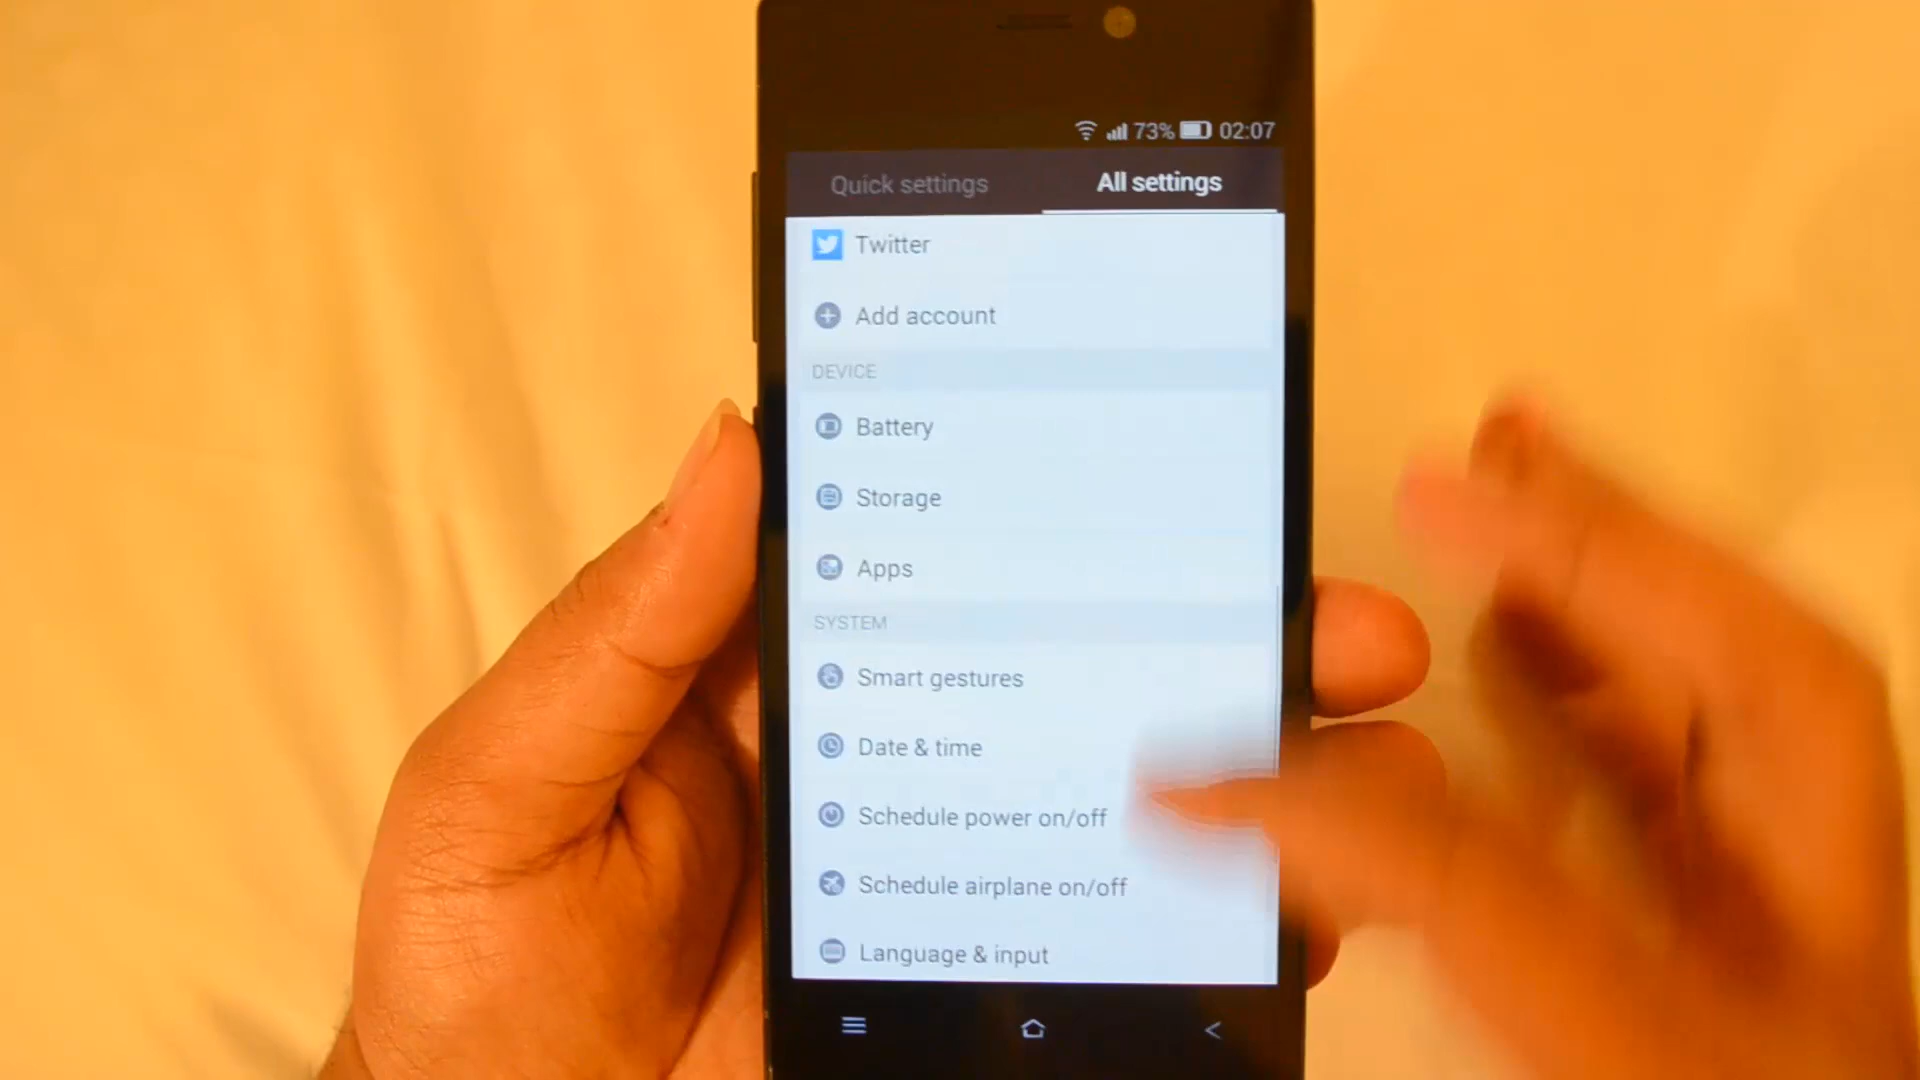 73% 02:07
Quick settings All settings
Twitter
Add account
DEVICE
Battery
Storage
Apps
SYSTEM
Smart gestures
Date & time
Schedule power on/off
Schedule airplane on/off
Language & input